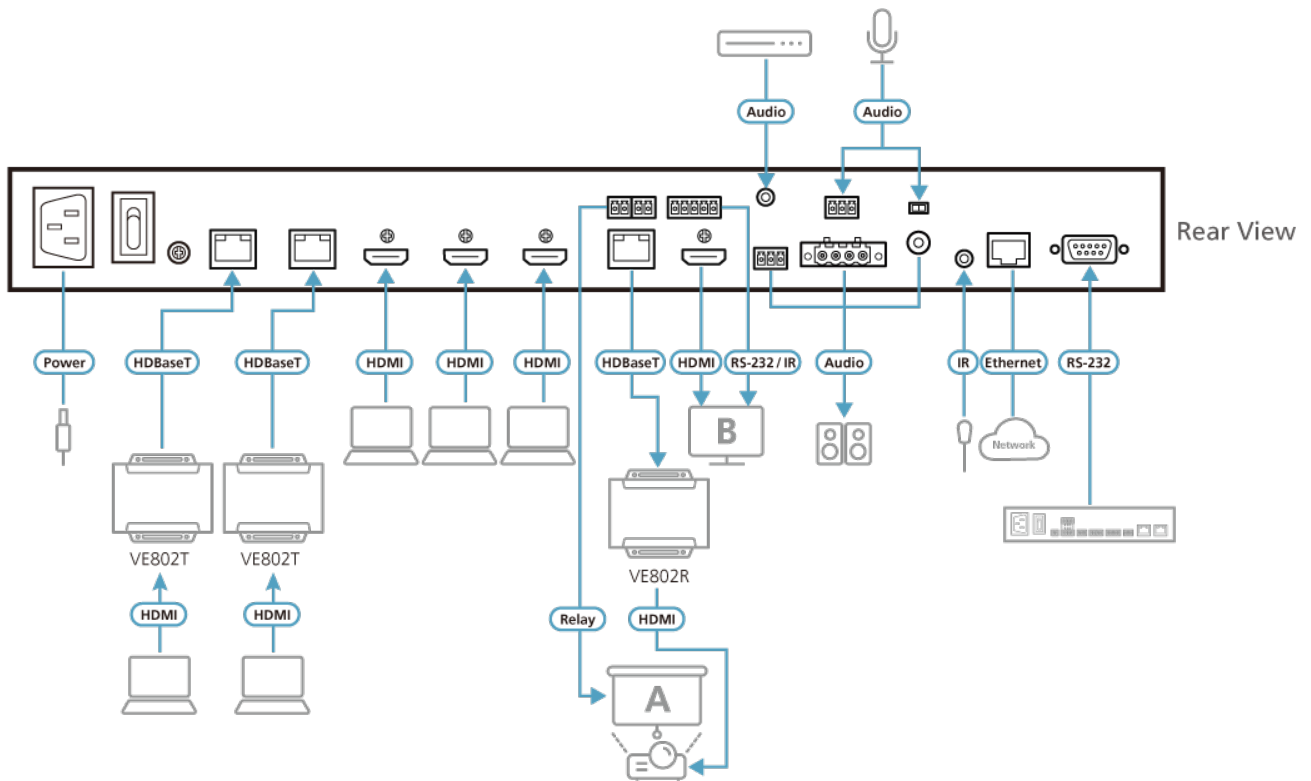 Audio
Audio
Rear View
Power
HDBaseT
HDBaseT
HDMI
HDMI
HDMI
HDBaseT
HDMI
RS-232 / IR
Audio
IR
Ethernet
RS-232
B
Network
VE802T
VE802T
VE802R
HDMI
HDMI
Relay
HDMI
A